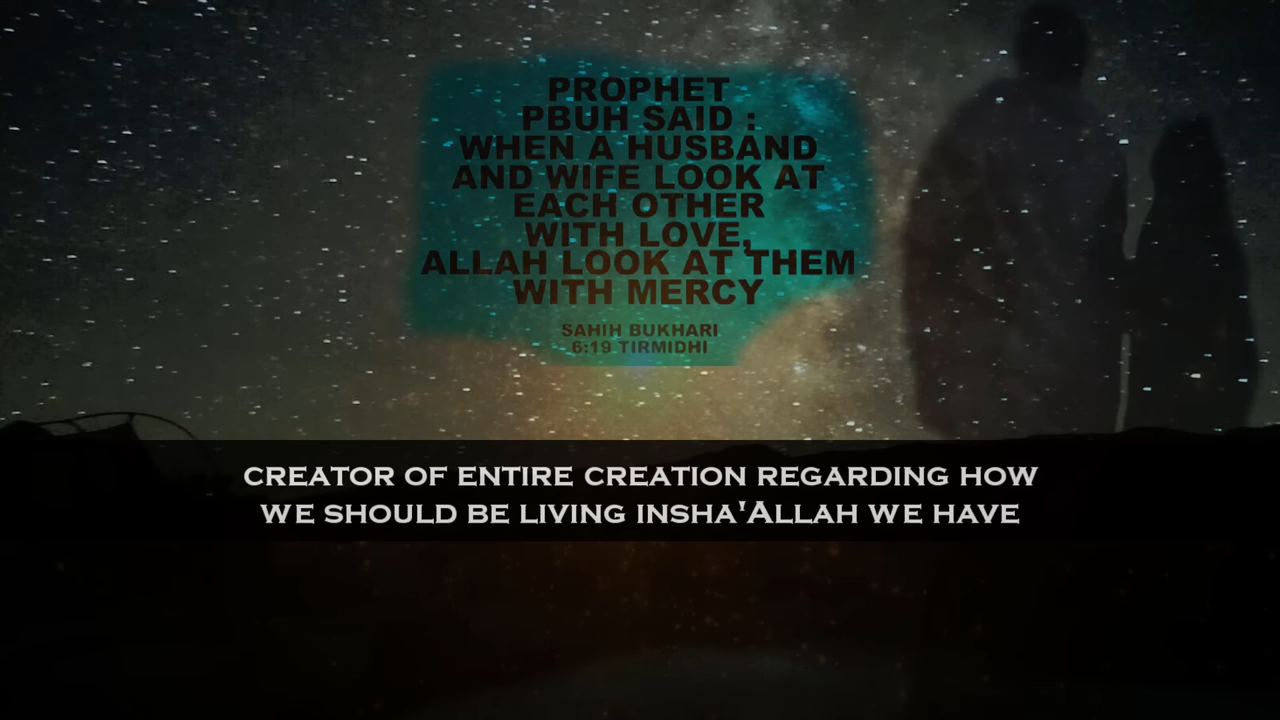 PROPHET
PBUH SAID :
WHEN A HUSBAND
AND WIFE LOOK AT
EACH OTHER
WITH LOVE,
ALLAH LOOK AT THEM
WITH MERCY
SAHIH BUKHARI
6:19 TIRMIDHI
CREATOR OF ENTIRE CREATION REGARDING HOW
WE SHOULD BE LIVING INSHA'ALLAH WE HAVE